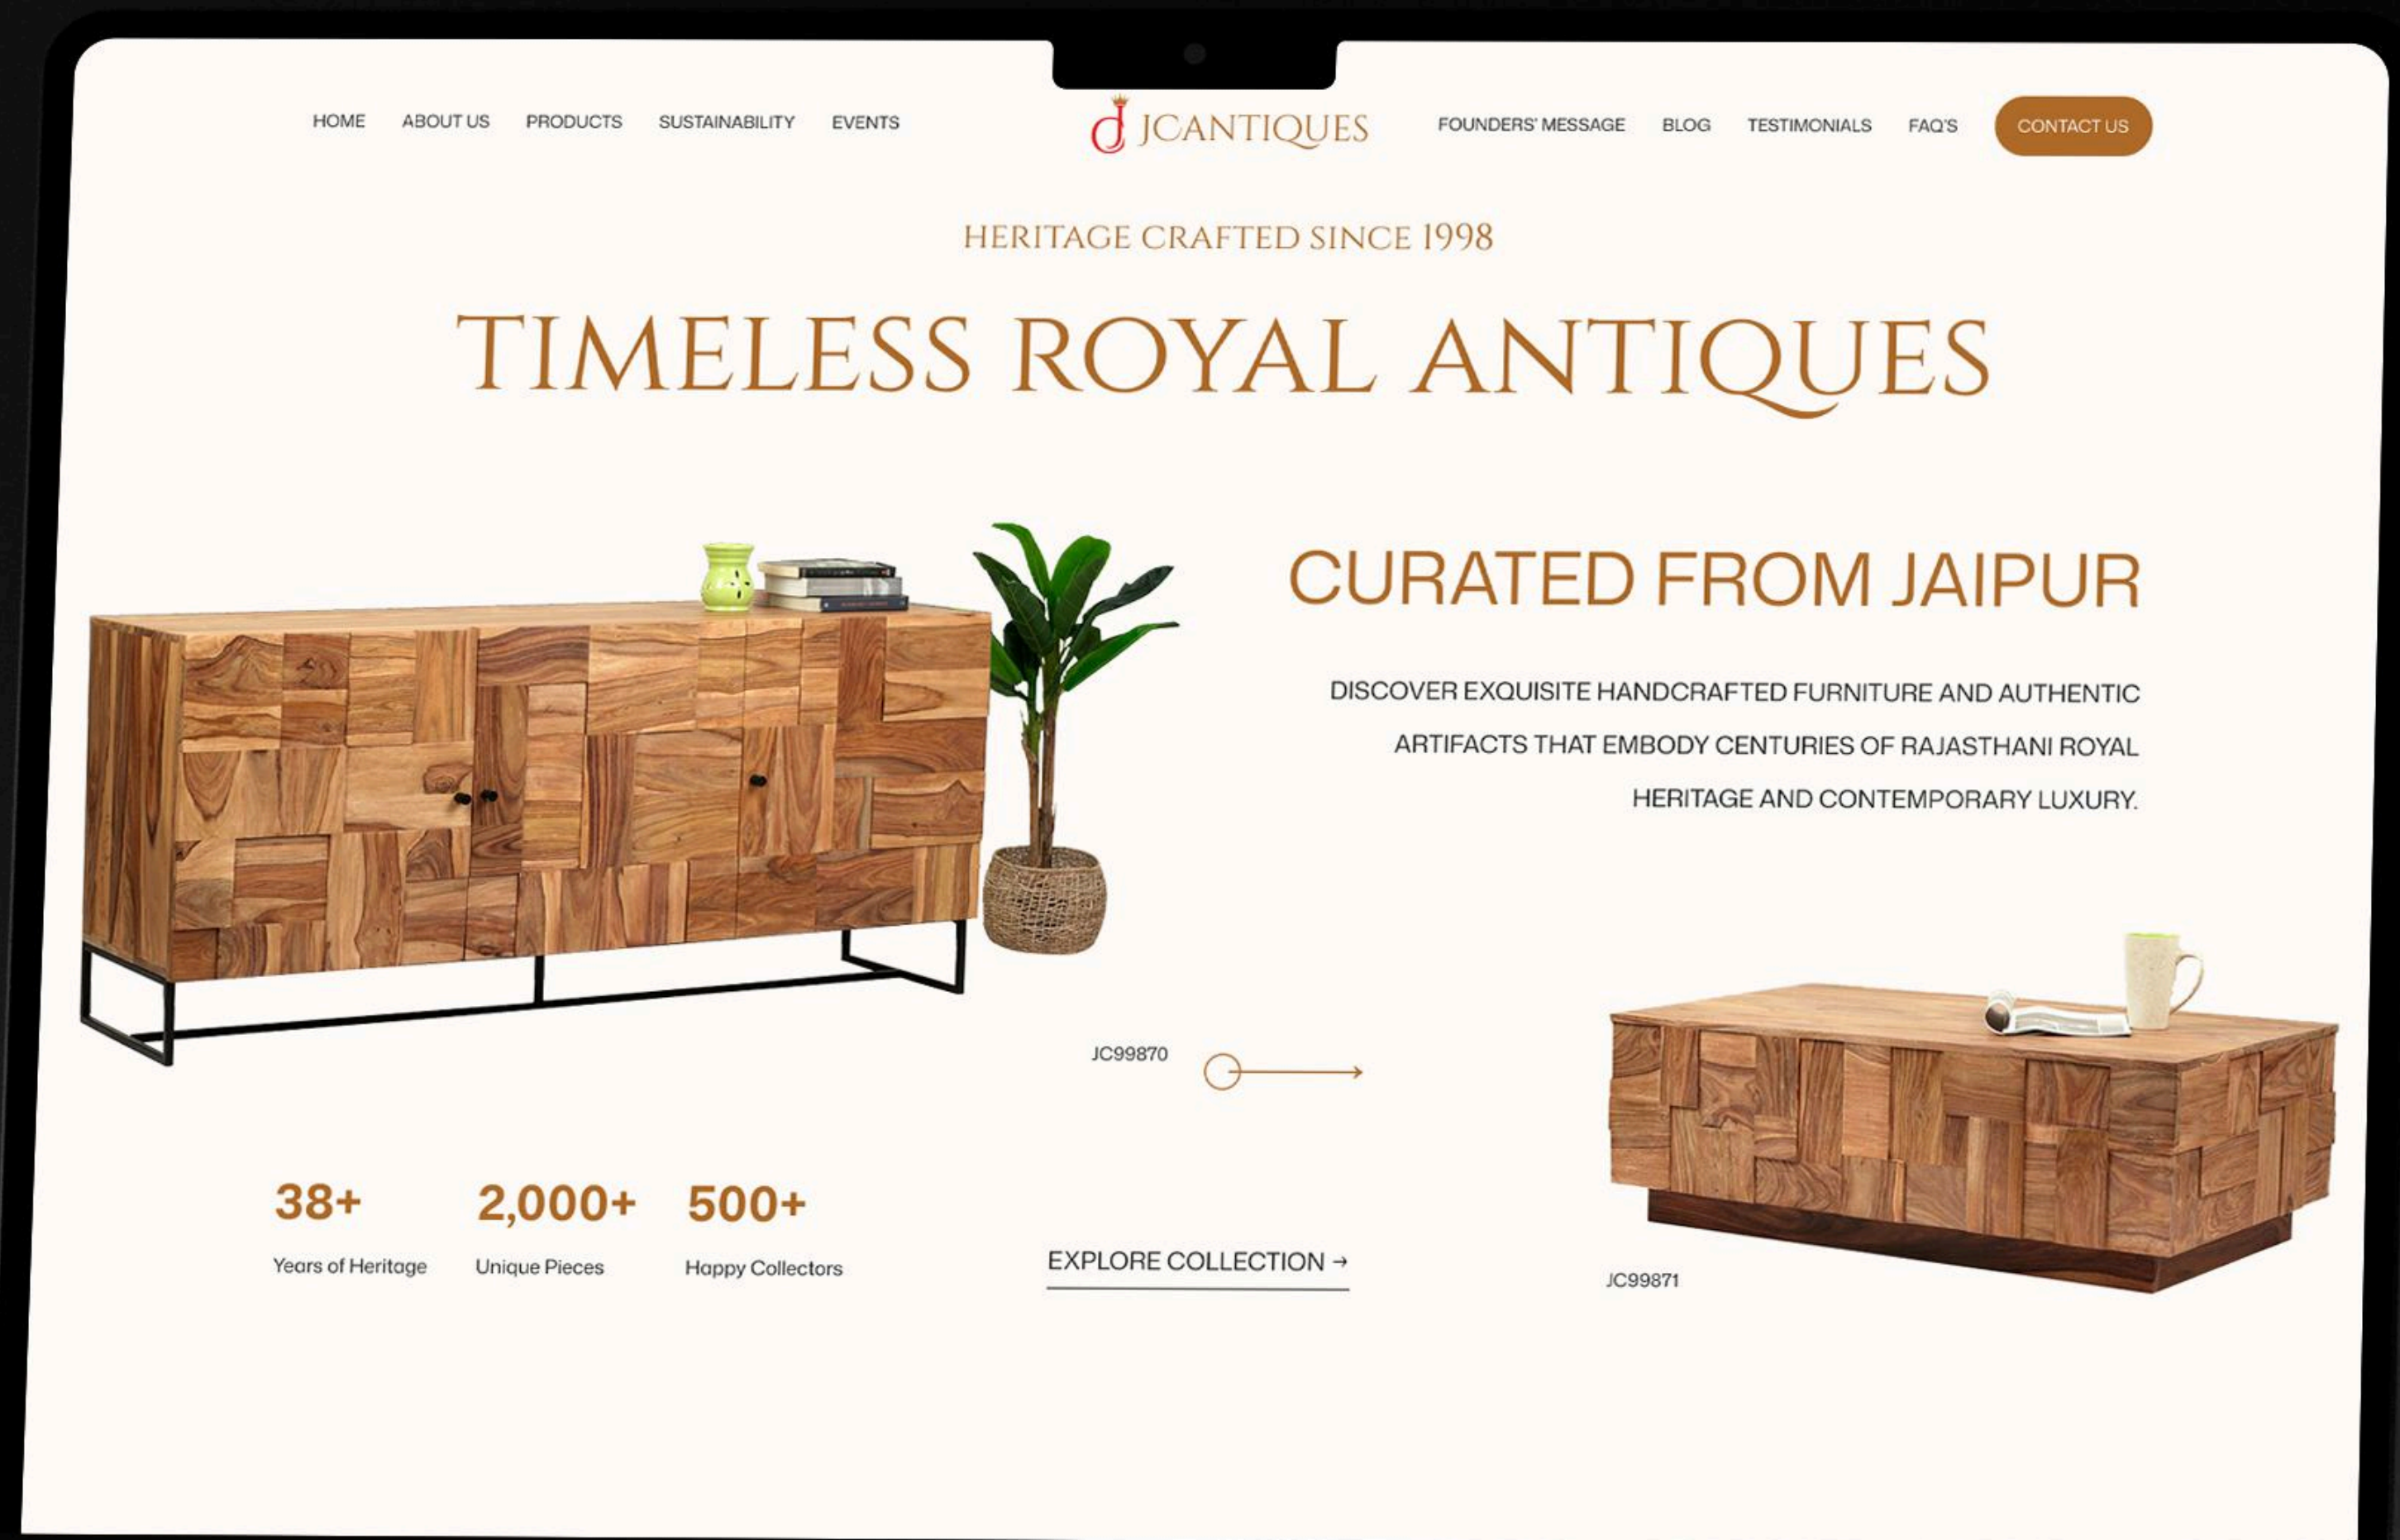 HOME ABOUT US PRODUCTS SUSTAINABILITY EVENTS
JCANTIQUES
FOUNDERS' MESSAGE BLOG TESTIMONIALS FAQ'S CONTACT US
HERITAGE CRAFTED SINCE 1998
TIMELESS ROYAL ANTIQUES
CURATED FROM JAIPUR
DISCOVER EXQUISITE HANDCRAFTED FURNITURE AND AUTHENTIC
ARTIFACTS THAT EMBODY CENTURIES OF RAJASTHANI ROYAL
HERITAGE AND CONTEMPORARY LUXURY.
JC99870
38+ 2,000+ 500+
Years of Heritage Unique Pieces Happy Collectors
EXPLORE COLLECTION →
JC99871